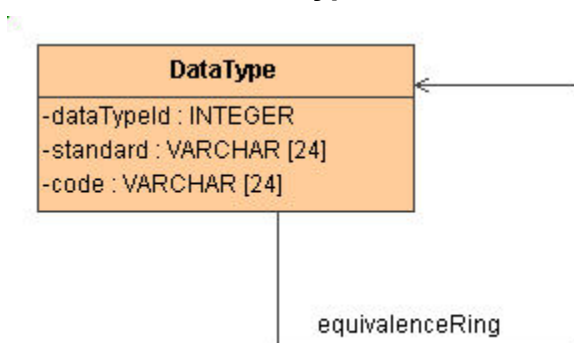 DataType
-dataTypeId : INTEGER
-standard : VARCHAR [24]
-code : VARCHAR [24]
equivalenceRing